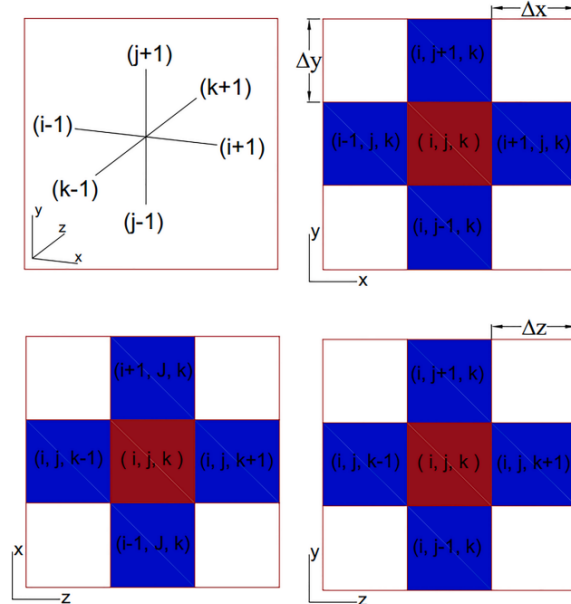 (j+1)
(k+1)
(i-1)
(i+1)
(k-1)
(j-1)
y
z
x
Δx
Δy
(i, j+1, k)
(i-1, j, k)
( i, j, k )
(i+1, j, k)
(i, j-1, k)
y
x
(i+1, J, k)
(i, j, k-1)
( i, j, k )
(i, j, k+1)
(i-1, J, k)
x
z
Δz
(i, j+1, k)
(i, j, k-1)
( i, j, k )
(i, j, k+1)
(i, j-1, k)
y
z